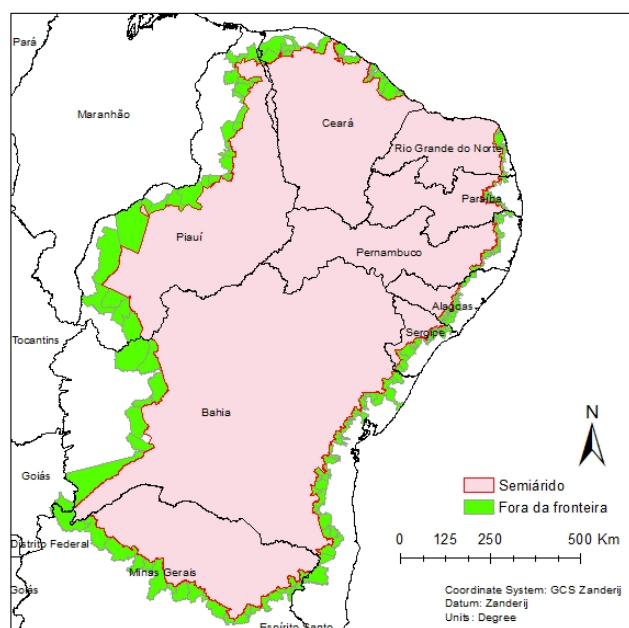 Pará
Maranhão
Ceará
Rio Grande do Norte
Paraíba
Piauí
Pernambuco
Alagoas
Sergipe
Tocantins
Bahia
N
Goiás
Semiárido
Fora da fronteira
Distrito Federal
0 125 250 500 Km
Minas Gerais
Goiás
Coordinate System: GCS Zanderij
Datum: Zanderij
Units: Degree
Espírito Santo